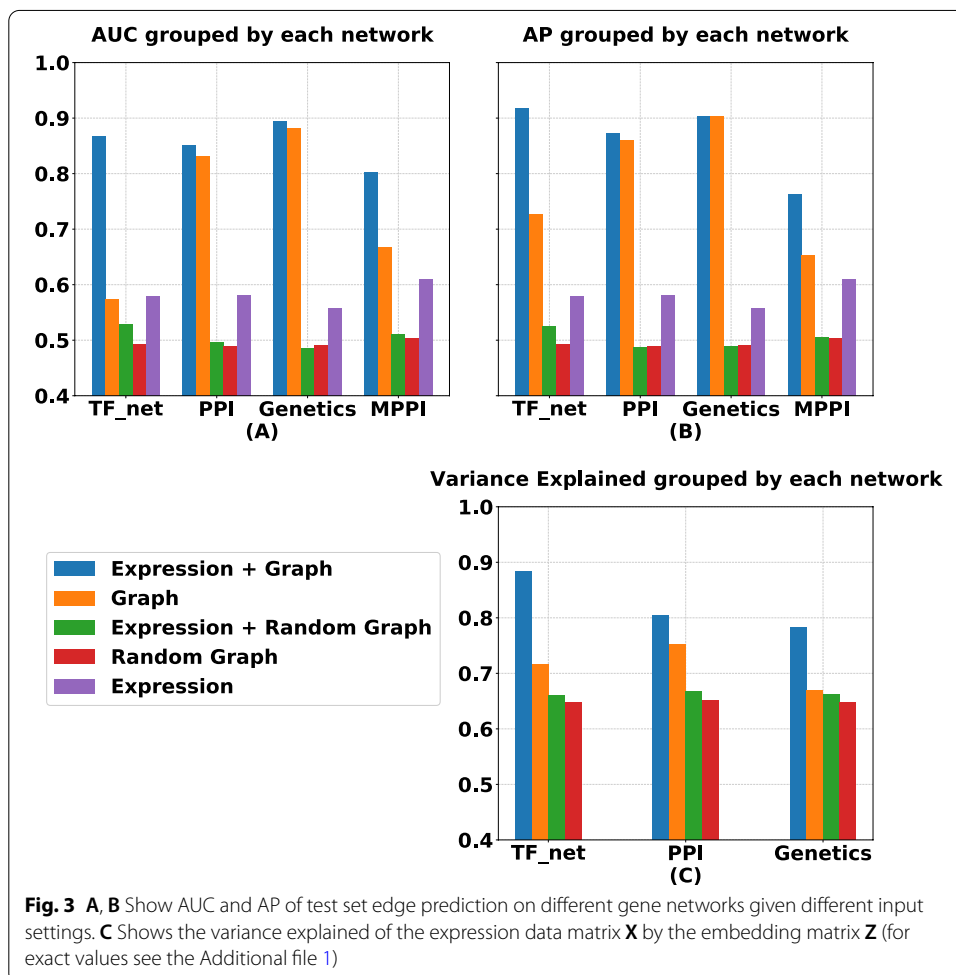 AUC grouped by each network
AP grouped by each network
1.0
0.9
0.8
0.7
0.6
0.5
0.4
TF_net PPI Genetics MPPI
(A)
TF_net PPI Genetics MPPI
(B)
Variance Explained grouped by each network
1.0
0.9
0.8
0.7
0.6
0.5
0.4
TF_net PPI Genetics
(C)
Expression + Graph
Graph
Expression + Random Graph
Random Graph
Expression
Fig. 3 A, B Show AUC and AP of test set edge prediction on different gene networks given different input
settings. C Shows the variance explained of the expression data matrix X by the embedding matrix Z (for
exact values see the Additional file 1)